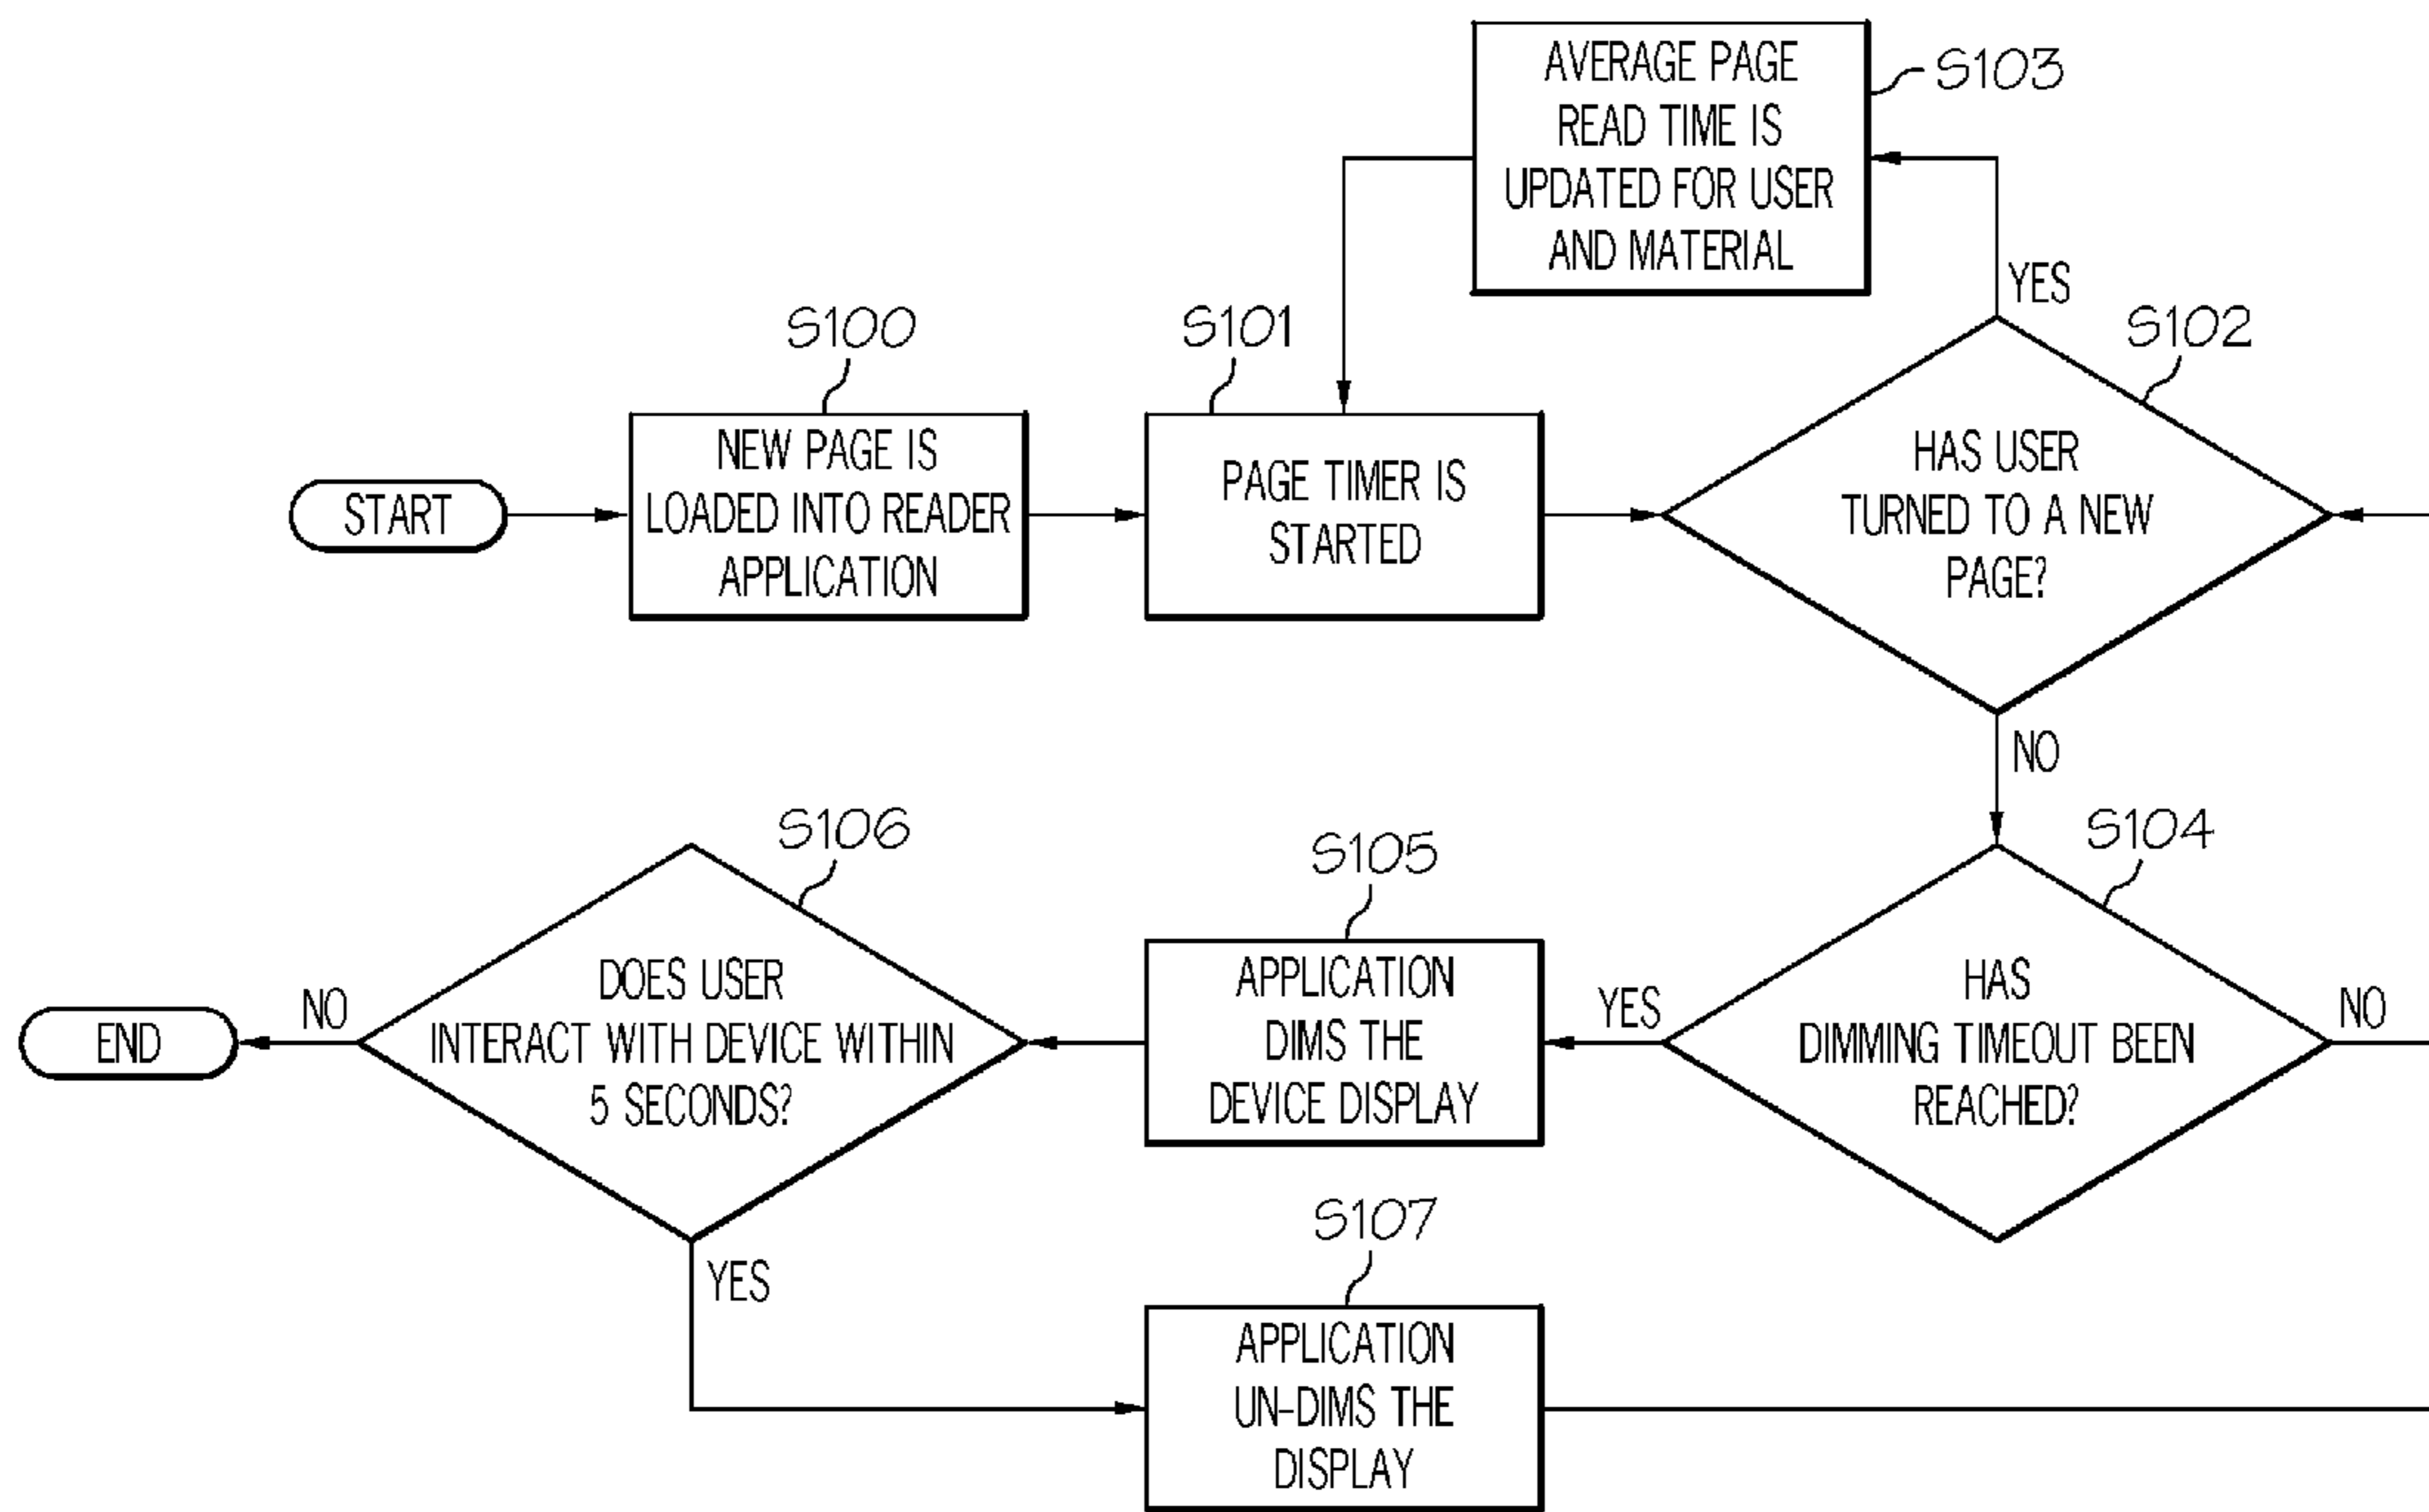 AVERAGE PAGE
READ TIME IS
UPDATED FOR USER
AND MATERIAL
S103
YES
S100
S101
S102
START
NEW PAGE IS
LOADED INTO READER
APPLICATION
PAGE TIMER IS
STARTED
HAS USER
TURNED TO A NEW
PAGE?
NO
S106
S105
S104
END
NO
DOES USER
INTERACT WITH DEVICE WITHIN
5 SECONDS?
APPLICATION
DIMS THE
DEVICE DISPLAY
YES
HAS
DIMMING TIMEOUT BEEN
REACHED?
NO
YES
S107
APPLICATION
UN-DIMS THE
DISPLAY